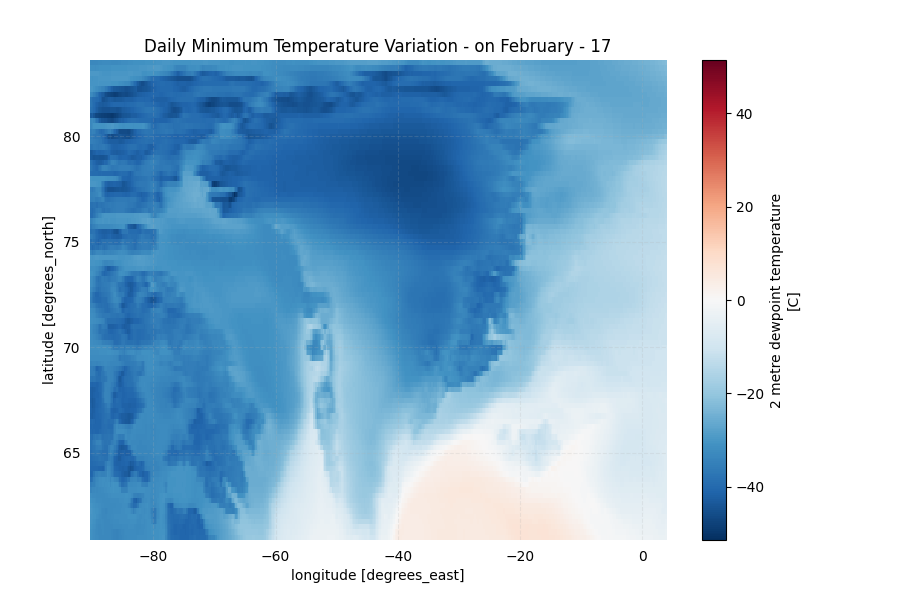 Daily Minimum Temperature Variation - on February - 17
80
75
70
65
latitude [degrees_north]
−80
−60
−40
−20
0
longitude [degrees_east]
40
20
0
−20
−40
2 metre dewpoint temperature
[C]